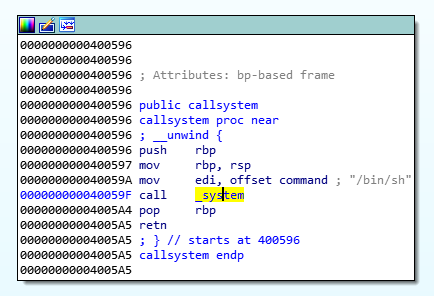 0000000000400596
0000000000400596
0000000000400596 ; Attributes: bp-based frame
0000000000400596
0000000000400596 public callsystem
0000000000400596 callsystem proc near
0000000000400596 ; __unwind {
0000000000400596 push    rbp
0000000000400597 mov     rbp, rsp
000000000040059A mov     edi, offset command ; "/bin/sh"
000000000040059F call    _system
00000000004005A4 pop     rbp
00000000004005A5 retn
00000000004005A5 ; } // starts at 400596
00000000004005A5 callsystem endp
00000000004005A5